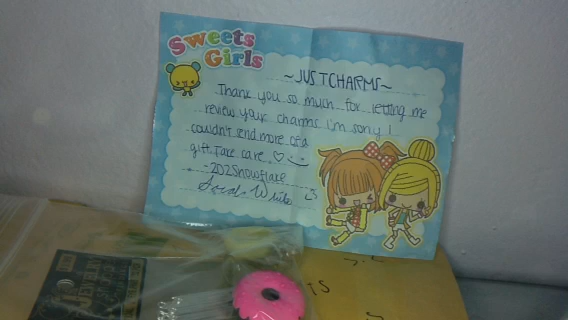 Sweets
Girls
~JUSTCHARMS~
Thank you so much for letting me
review your charms I'm sorry I
couldn't send more of a
gift. Take care ♡
-202Snowflake